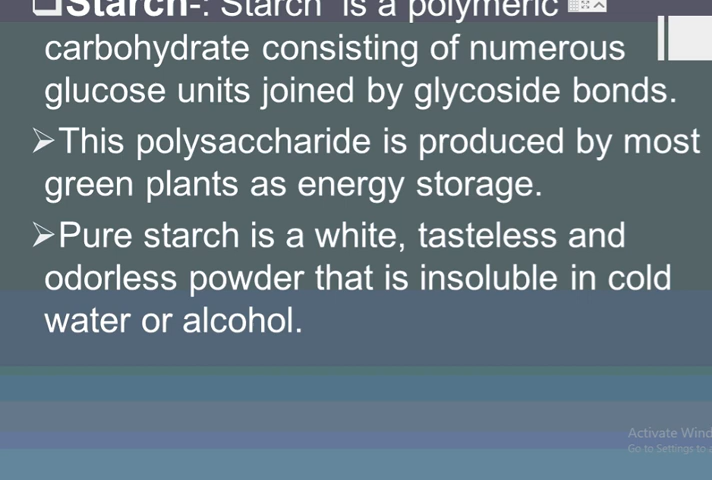 ❑Starch-: Starch is a polymeric
carbohydrate consisting of numerous
glucose units joined by glycoside bonds.
➢This polysaccharide is produced by most
green plants as energy storage.
➢Pure starch is a white, tasteless and
odorless powder that is insoluble in cold
water or alcohol.
Activate Wind
Go to Settings to a